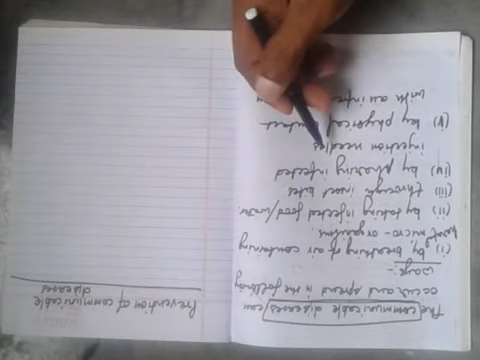 The communicable diseases can
occur and spread in the following
ways:-
(i) by breathing of air containing
micro-organisms
(ii) by taking infected food/water.
(iii) through insect bites
(iv) by sharing infected
injection needles
(v) by physical contact
with an infec
Prevention of communicable
diseases